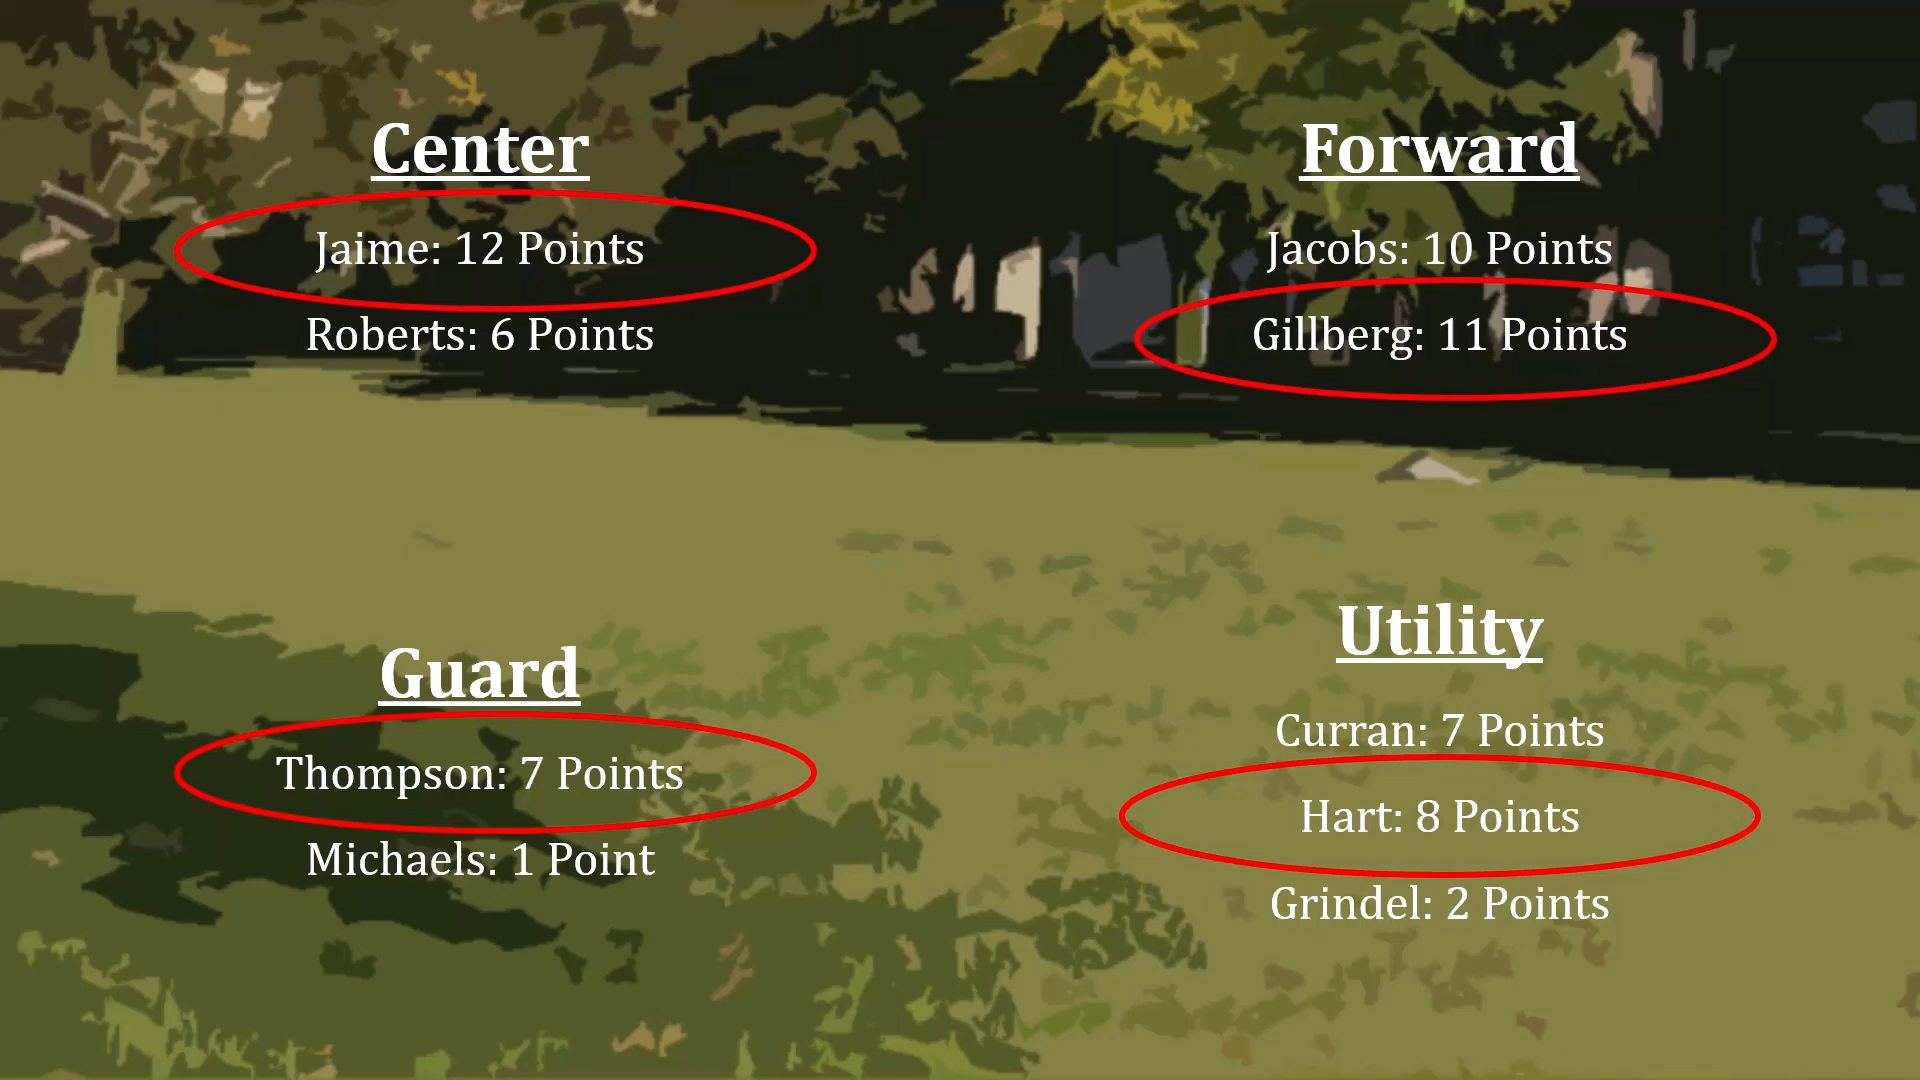 Center
Jaime: 12 Points
Roberts: 6 Points
Forward
Jacobs: 10 Points
Gillberg: 11 Points
Guard
Thompson: 7 Points
Michaels: 1 Point
Utility
Curran: 7 Points
Hart: 8 Points
Grindel: 2 Points